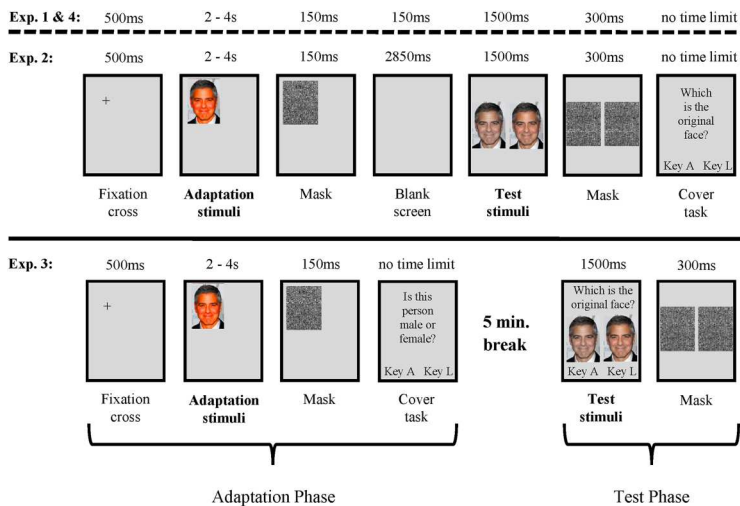 Exp. 1 & 4: 500ms 2 - 4s 150ms 150ms 1500ms 300ms no time limit
Exp. 2: 500ms 2 - 4s 150ms 2850ms 1500ms 300ms no time limit
+
Which
is the
original
face?
Key A Key L
Fixation
cross
Adaptation
stimuli
Mask
Blank
screen
Test
stimuli
Mask
Cover
task
Exp. 3: 500ms 2 - 4s 150ms no time limit 1500ms 300ms
+
Is this
person
male or
female?
Key A Key L
5 min.
break
Which is the
original face?
Key A Key L
Fixation
cross
Adaptation
stimuli
Mask
Cover
task
Test
stimuli
Mask
Adaptation Phase
Test Phase